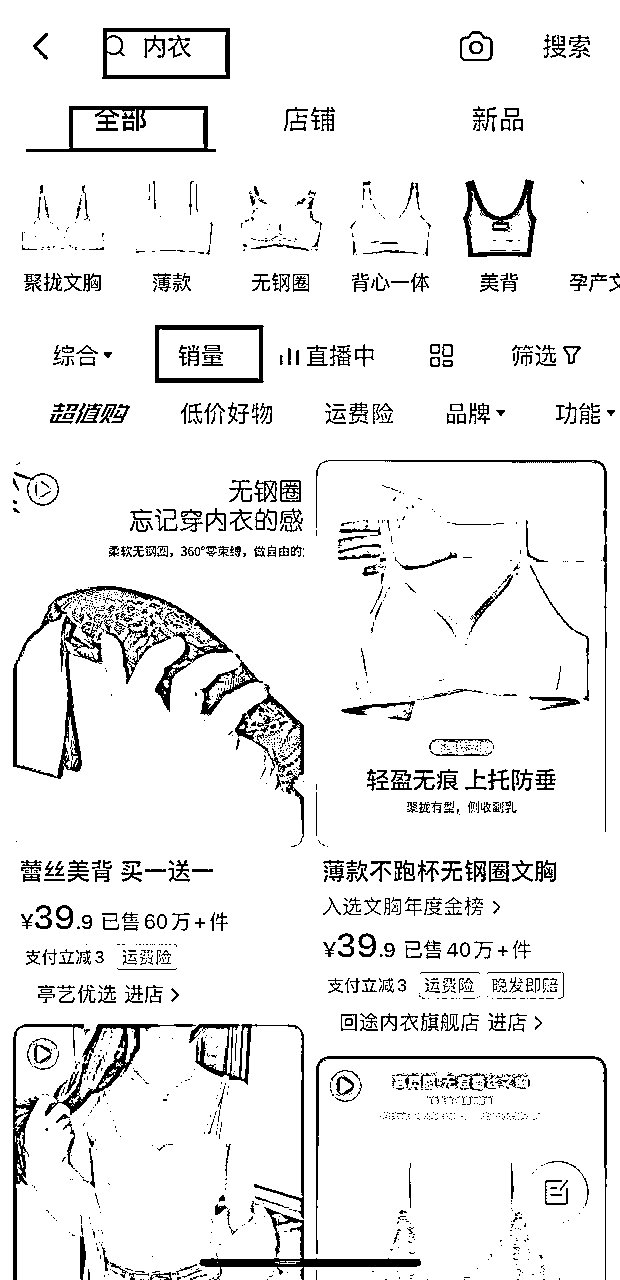 内衣
搜索
全部
店铺
新品
聚拢文胸
薄款
无钢圈
背心一体
美背
孕产文
综合
销量
直播中
筛选
超值购
低价好物
运费险
品牌
功能
无钢圈
忘记穿内衣的感
柔软无钢圈，360°零束缚，做自由的
轻盈无痕 上托防垂
聚拢有型，侧收副乳
蕾丝美背 买一送一
¥39.9 已售60万+件
支付立减3 运费险
亭艺优选 进店
薄款不跑杯无钢圈文胸
入选文胸年度金榜
¥39.9 已售40万+件
支付立减3 运费险 晚发即赔
回途内衣旗舰店 进店